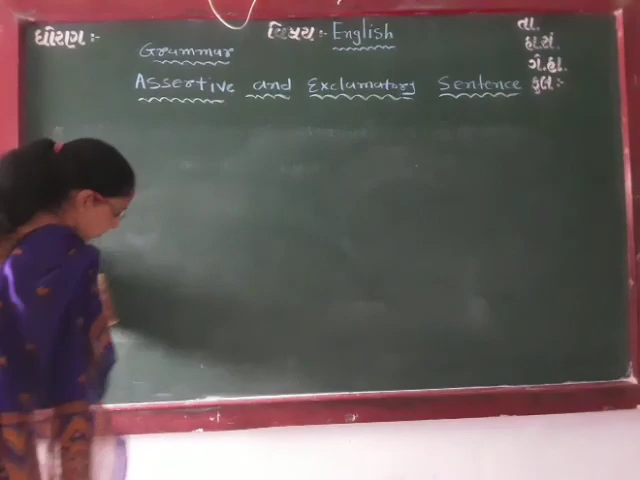 ધોરણ :- વિષય :- English તા.
Grammar હા.સં.
ગે.હા.
Assertive and Exclamatory Sentence કુલ :-